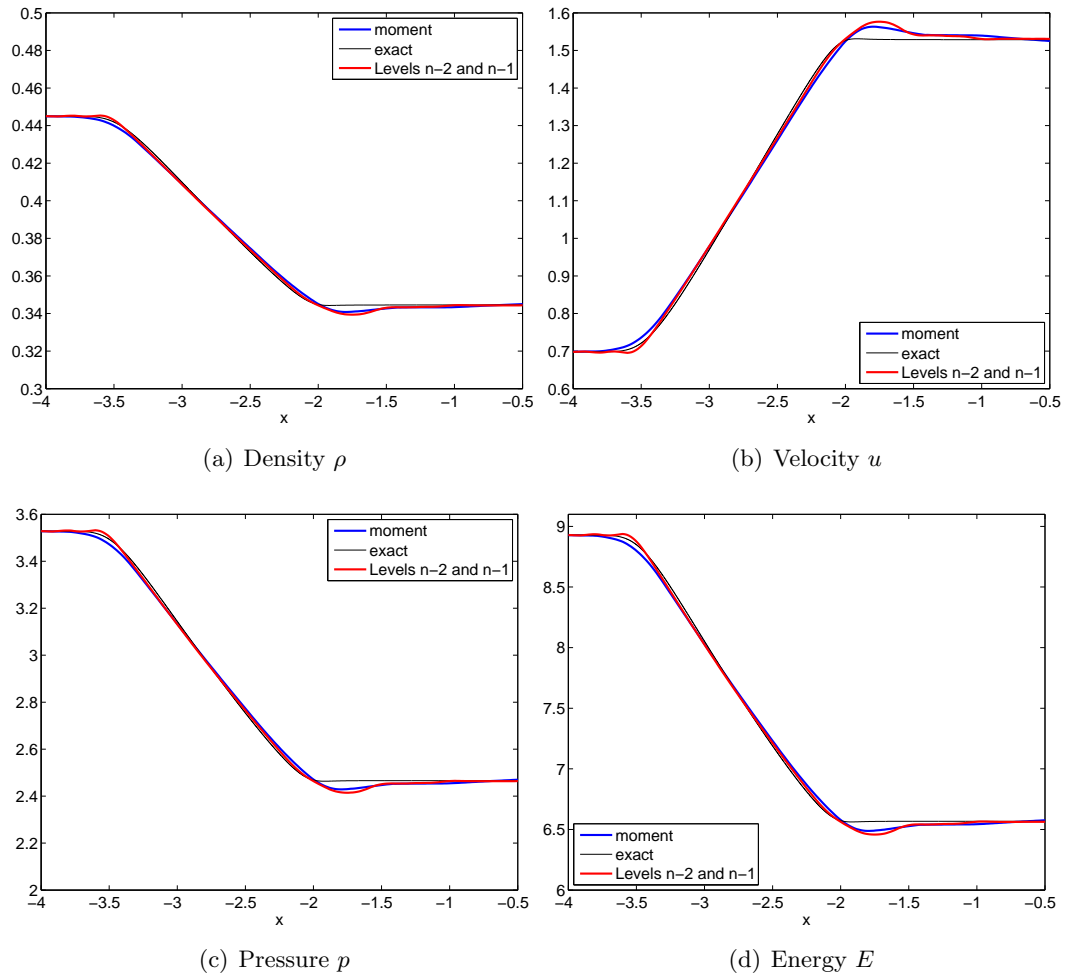 0.5
0.48
0.46
0.44
0.42
0.4
0.38
0.36
0.34
0.32
0.3
−4 −3.5 −3 −2.5 −2 −1.5 −1 −0.5
x
moment
exact
Levels n−2 and n−1
(a) Density ρ
1.6
1.5
1.4
1.3
1.2
1.1
1
0.9
0.8
0.7
0.6
−4 −3.5 −3 −2.5 −2 −1.5 −1 −0.5
x
moment
exact
Levels n−2 and n−1
(b) Velocity u
3.6
3.4
3.2
3
2.8
2.6
2.4
2.2
2
−4 −3.5 −3 −2.5 −2 −1.5 −1 −0.5
x
moment
exact
Levels n−2 and n−1
(c) Pressure p
9
8.5
8
7.5
7
6.5
6
−4 −3.5 −3 −2.5 −2 −1.5 −1 −0.5
x
moment
exact
Levels n−2 and n−1
(d) Energy E